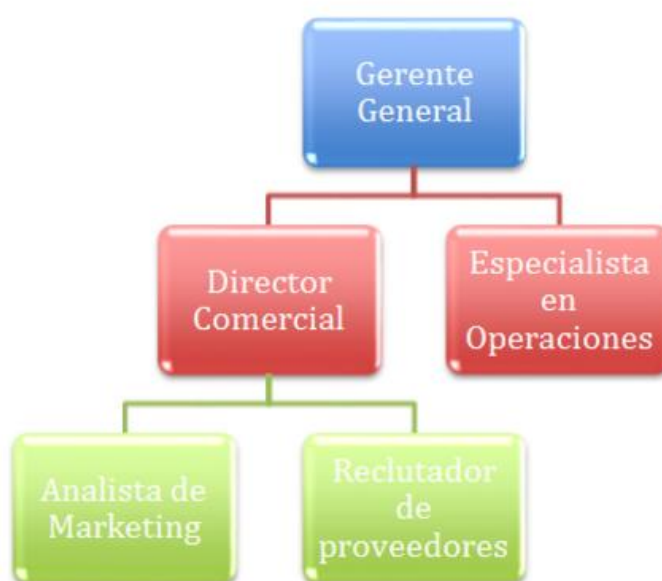 Gerente
General
Director
Comercial
Especialista
en
Operaciones
Analista de
Marketing
Reclutador
de
proveedores